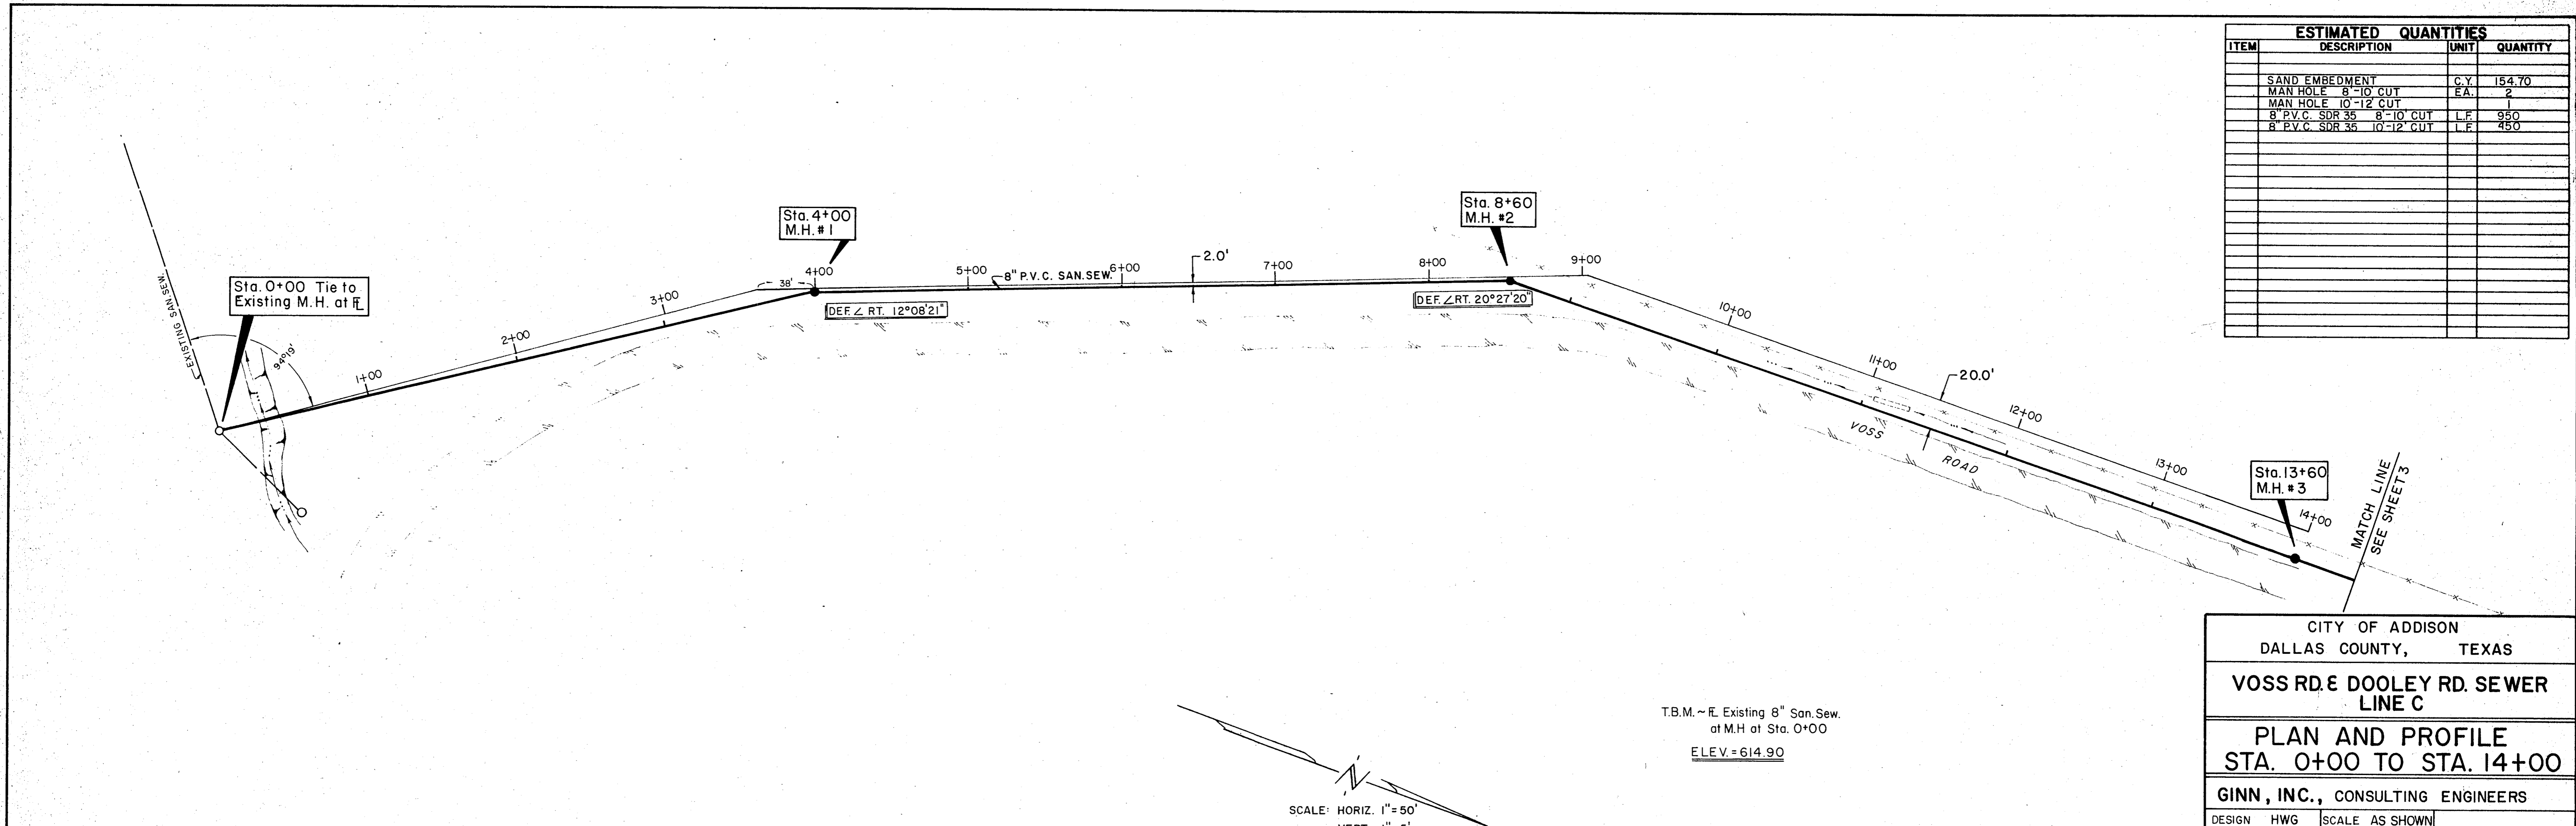 ESTIMATED QUANTITIES
ITEM DESCRIPTION UNIT QUANTITY
SAND EMBEDMENT C.Y. 154.70
MAN HOLE 8'-10' CUT EA. 2
MAN HOLE 10'-12' CUT 1
8" P.V.C. SDR 35 8'-10' CUT L.F. 950
8" P.V.C. SDR 35 10'-12' CUT L.F. 450
EXISTING SAN. SEW.
Sta. 0+00 Tie to
Existing M.H. at FL
94°19'
1+00
2+00
3+00
38'
Sta. 4+00
M.H. #1
4+00
DEF. ∠ RT. 12°08'21"
5+00
8" P.V.C. SAN. SEW.
6+00
2.0'
7+00
8+00
Sta. 8+60
M.H. #2
DEF. ∠ RT. 20°27'20"
9+00
10+00
11+00
20.0'
12+00
VOSS
ROAD
13+00
Sta. 13+60
M.H. #3
14+00
MATCH LINE
SEE SHEET 3
T.B.M. ~ FL Existing 8" San. Sew.
at M.H at Sta. 0+00
ELEV. = 614.90
N
SCALE: HORIZ. 1"=50'
CITY OF ADDISON
DALLAS COUNTY, TEXAS
VOSS RD. & DOOLEY RD. SEWER
LINE C
PLAN AND PROFILE
STA. 0+00 TO STA. 14+00
GINN, INC., CONSULTING ENGINEERS
DESIGN HWG SCALE AS SHOWN